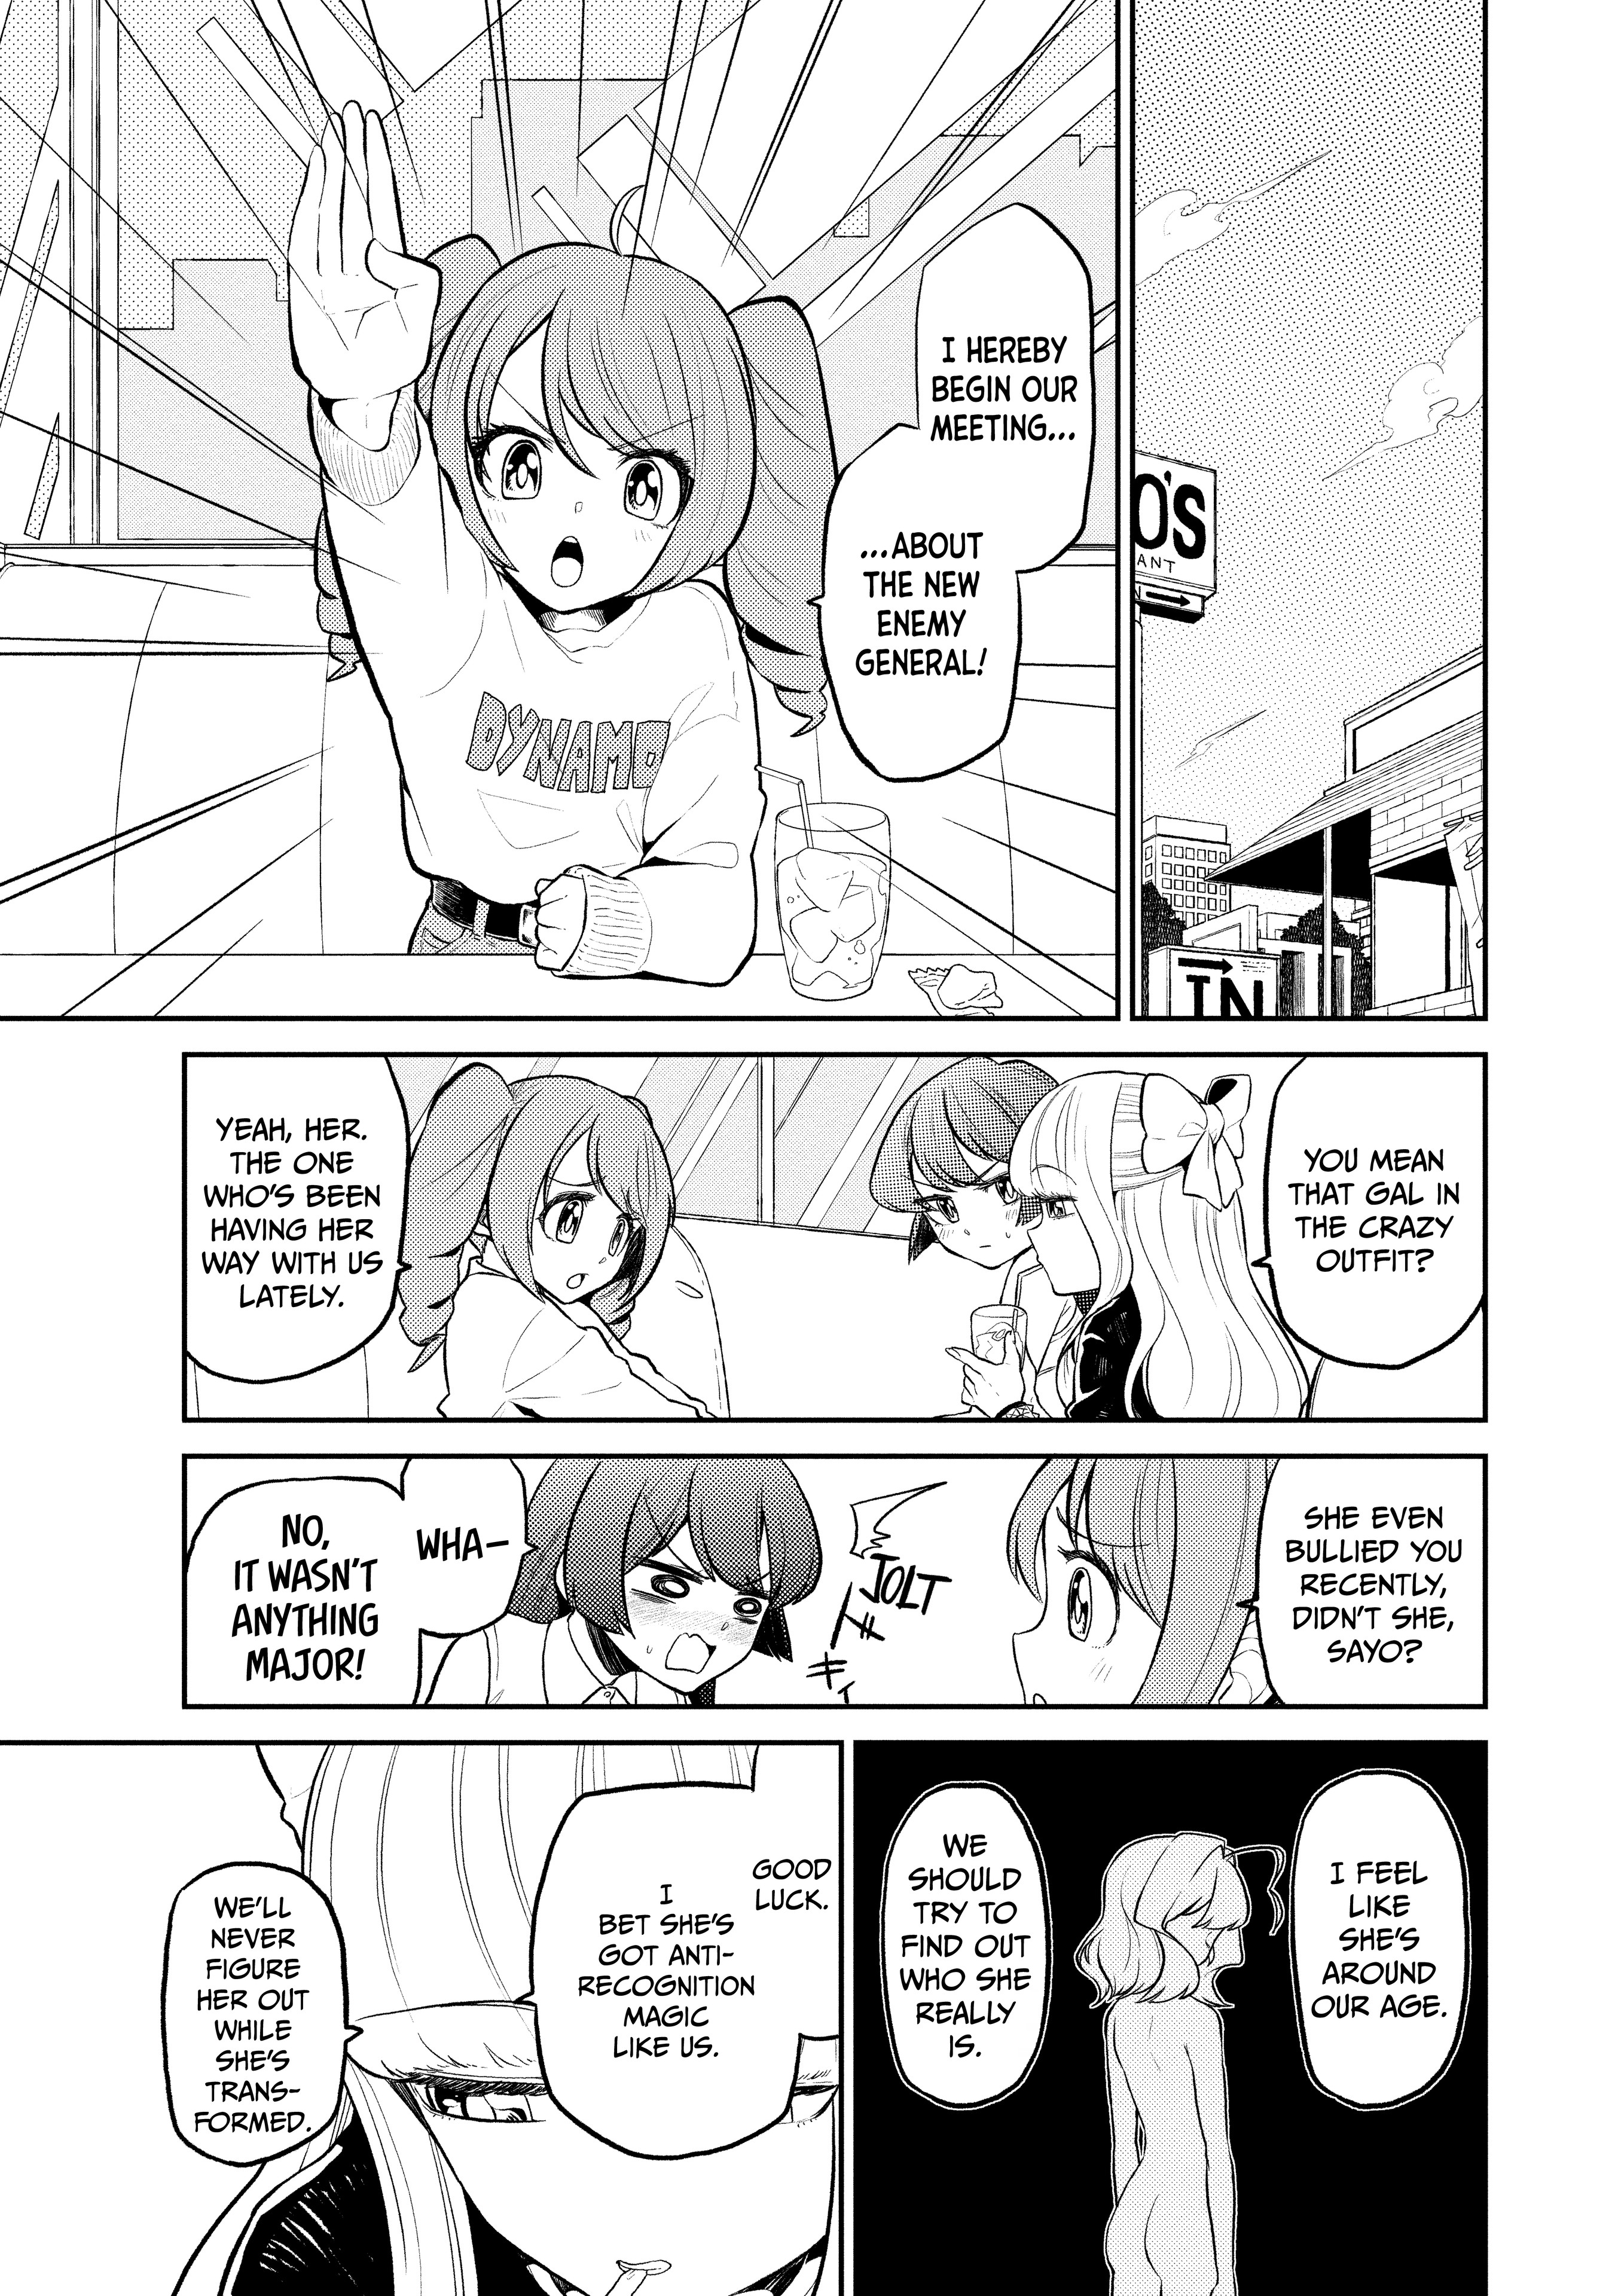 O'S
ANT
N
IN
I HEREBY
BEGIN OUR
MEETING...
...ABOUT
THE NEW
ENEMY
GENERAL!
DYNAMO
YOU MEAN
THAT GAL IN
THE CRAZY
OUTFIT?
YEAH, HER.
THE ONE
WHO'S BEEN
HAVING HER
WAY WITH US
LATELY.
SHE EVEN
BULLIED YOU
RECENTLY,
DIDN'T SHE,
SAYO?
JOLT
WHA-
NO,
IT WASN'T
ANYTHING
MAJOR!
I FEEL
LIKE
SHE'S
AROUND
OUR AGE.
WE
SHOULD
TRY TO
FIND OUT
WHO SHE
REALLY
IS.
GOOD
LUCK.
I
BET SHE'S
GOT ANTI-
RECOGNITION
MAGIC
LIKE US.
WE'LL
NEVER
FIGURE
HER OUT
WHILE
SHE'S
TRANS-
FORMED.